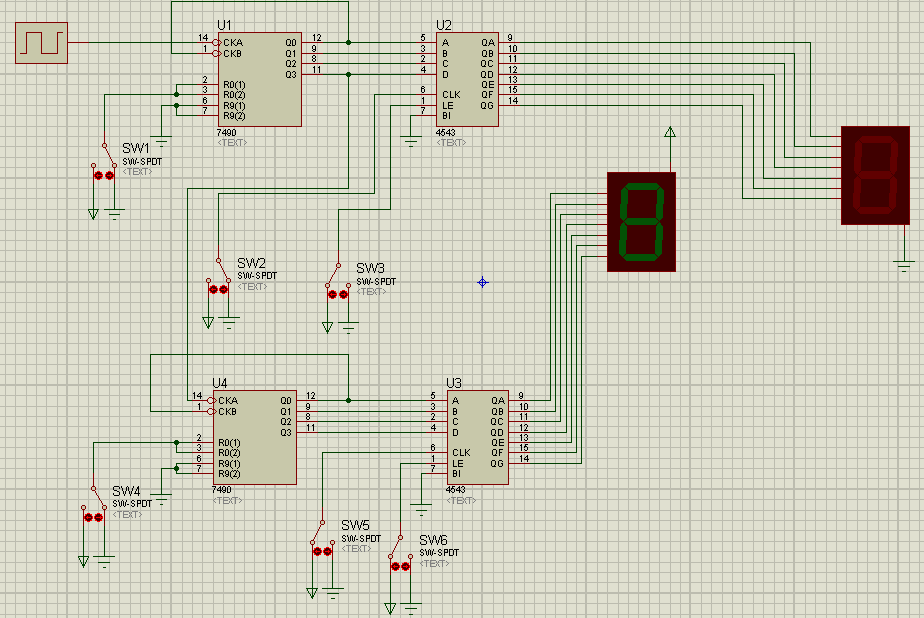 U1
14 CKA Q0 12
1 CKB Q1 9
Q2 8
Q3 11
2 R0(1)
3 R0(2)
6 R9(1)
7 R9(2)
7490
<TEXT>
U2
5 A QA 9
3 B QB 10
2 C QC 11
4 D QD 12
QE 13
6 CLK QF 15
1 LE QG 14
7 BI
4543
<TEXT>
SW1
SW-SPDT
<TEXT>
SW2
SW-SPDT
<TEXT>
SW3
SW-SPDT
<TEXT>
U4
14 CKA Q0 12
1 CKB Q1 9
Q2 8
Q3 11
2 R0(1)
3 R0(2)
6 R9(1)
7 R9(2)
7490
<TEXT>
U3
5 A QA 9
3 B QB 10
2 C QC 11
4 D QD 12
QE 13
6 CLK QF 15
1 LE QG 14
7 BI
4543
<TEXT>
SW4
SW-SPDT
<TEXT>
SW5
SW-SPDT
<TEXT>
SW6
SW-SPDT
<TEXT>